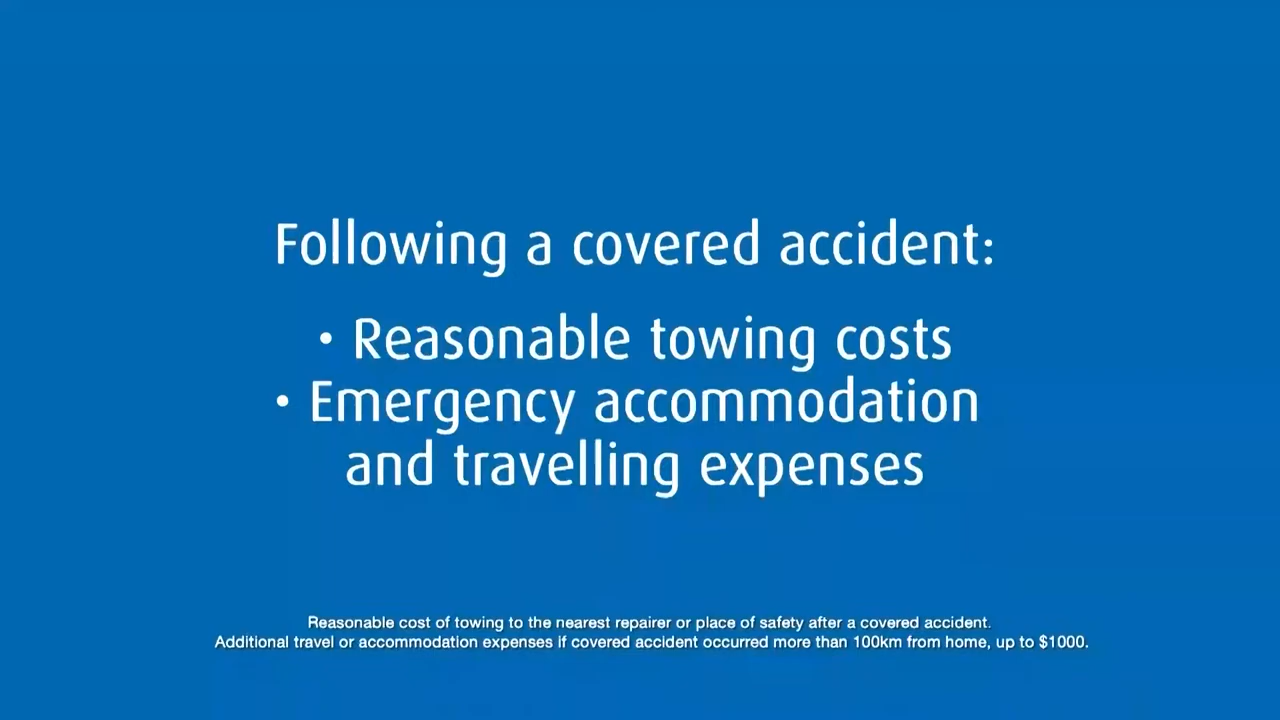 Following a covered accident:
• Reasonable towing costs
• Emergency accommodation
and travelling expenses
Reasonable cost of towing to the nearest repairer or place of safety after a covered accident.
Additional travel or accommodation expenses if covered accident occurred more than 100km from home, up to $1000.